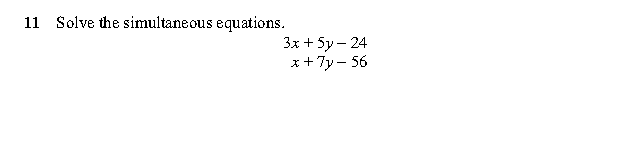 11 Solve the simultaneous equations.
3x + 5y – 24
x + 7y – 56